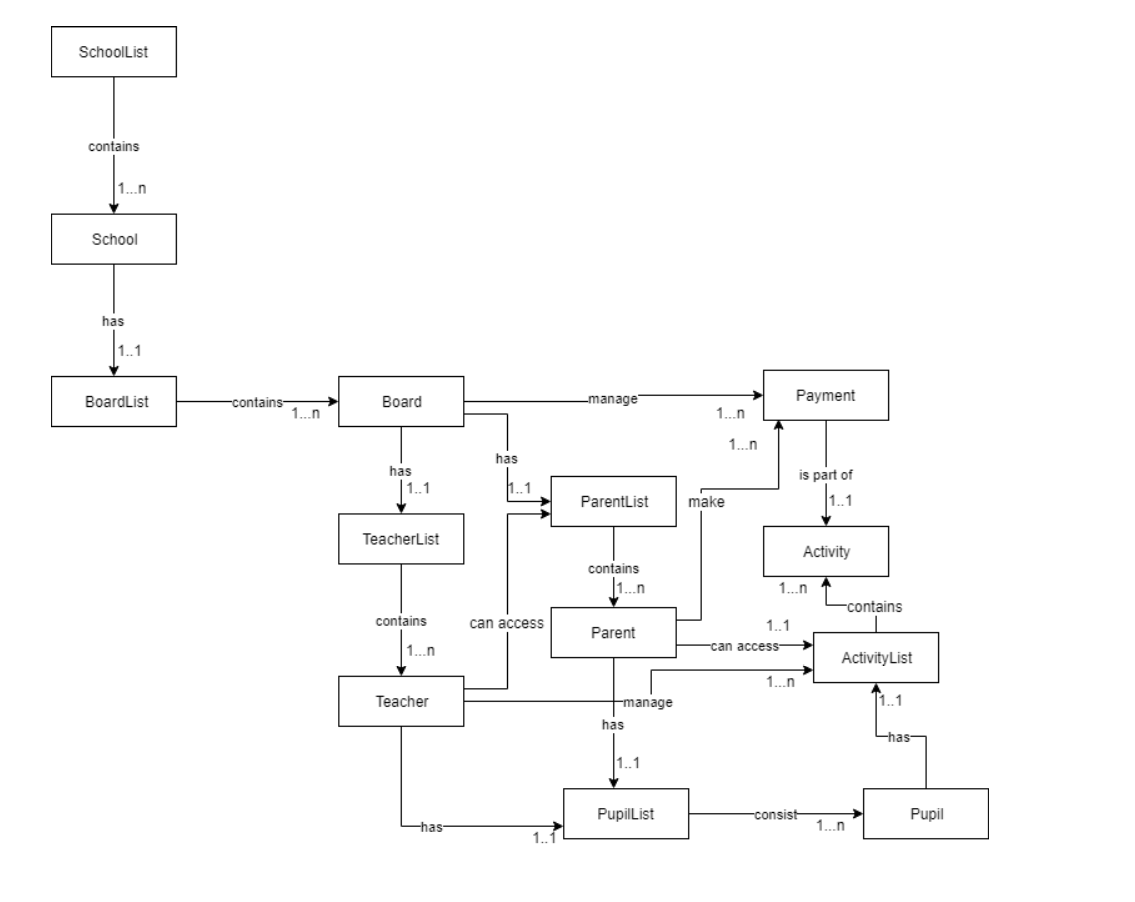 SchoolList
contains
1...n
School
has
1..1
BoardList
contains
1...n
Board
manage
1...n
Payment
has
1..1
has
1..1
1...n
make
is part of
1..1
ParentList
TeacherList
Activity
contains
1...n
1...n
contains
contains
1...n
can access
Parent
1..1
can access
ActivityList
1...n
manage
Teacher
1..1
has
has
1..1
PupilList
consist
1...n
Pupil
has
1..1